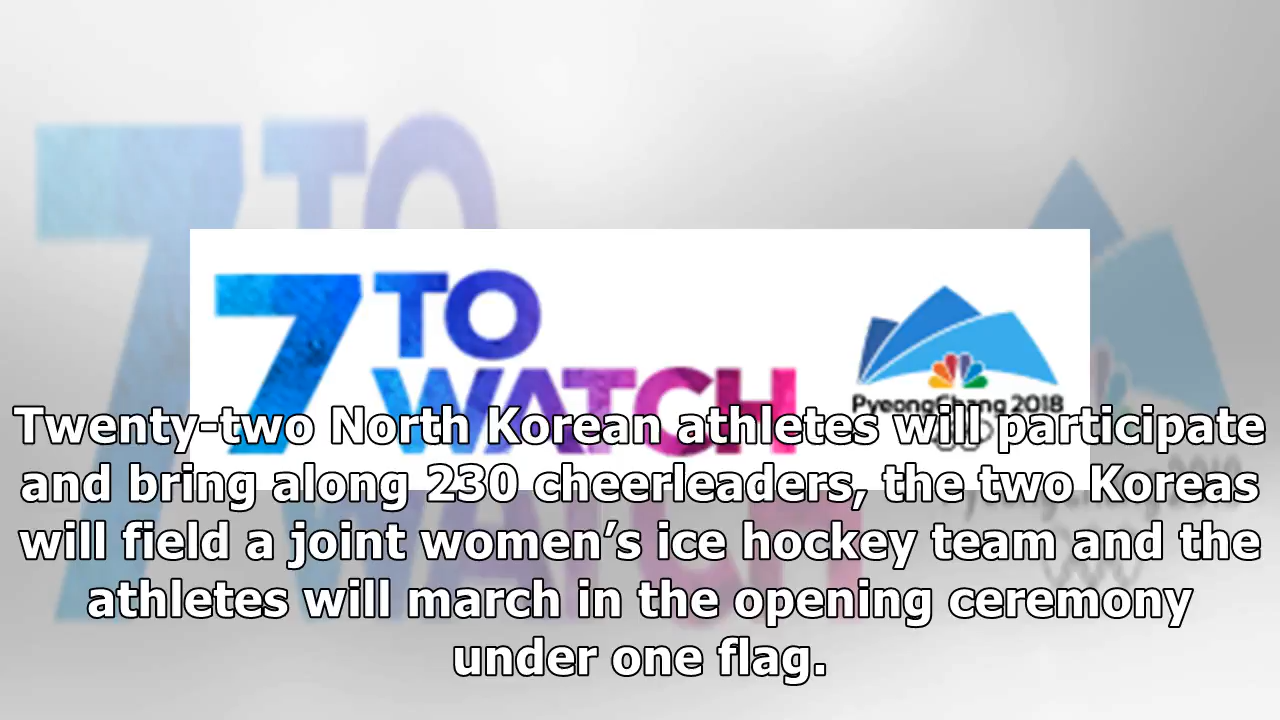 7 TO
WATCH
PyeongChang 2018
Twenty-two North Korean athletes will participate
and bring along 230 cheerleaders, the two Koreas
will field a joint women’s ice hockey team and the
athletes will march in the opening ceremony
under one flag.